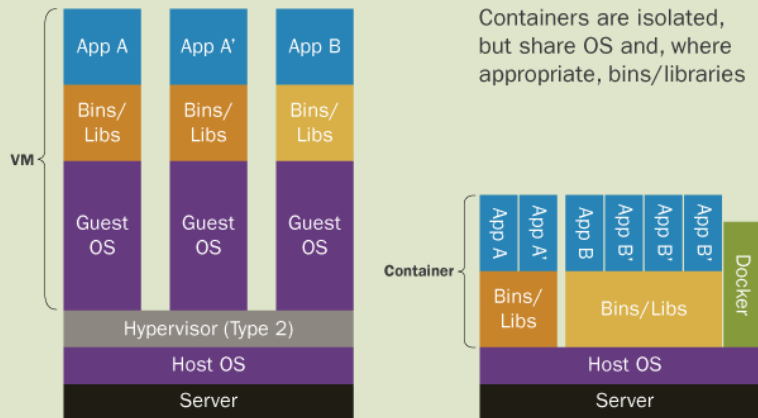 App A
App A'
App B
Bins/
Libs
Bins/
Libs
Bins/
Libs
VM
Guest
OS
Guest
OS
Guest
OS
Hypervisor (Type 2)
Host OS
Server
Containers are isolated,
but share OS and, where
appropriate, bins/libraries
App A
App A'
App B
App B'
App B'
App B'
Container
Bins/
Libs
Bins/Libs
Docker
Host OS
Server